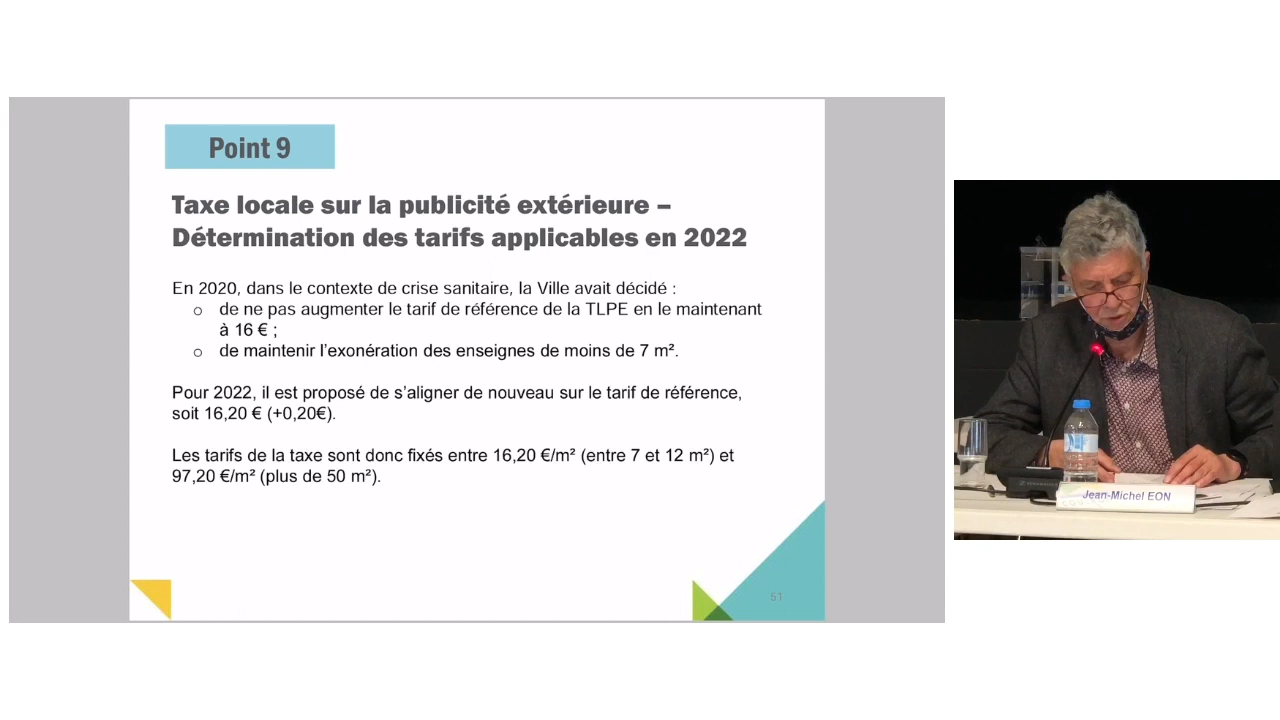 Point 9
Taxe locale sur la publicité extérieure –
Détermination des tarifs applicables en 2022
En 2020, dans le contexte de crise sanitaire, la Ville avait décidé :
o de ne pas augmenter le tarif de référence de la TLPE en le maintenant
à 16 € ;
o de maintenir l’exonération des enseignes de moins de 7 m².
Pour 2022, il est proposé de s’aligner de nouveau sur le tarif de référence,
soit 16,20 € (+0,20€).
Les tarifs de la taxe sont donc fixés entre 16,20 €/m² (entre 7 et 12 m²) et
97,20 €/m² (plus de 50 m²).
51
Jean-Michel EON